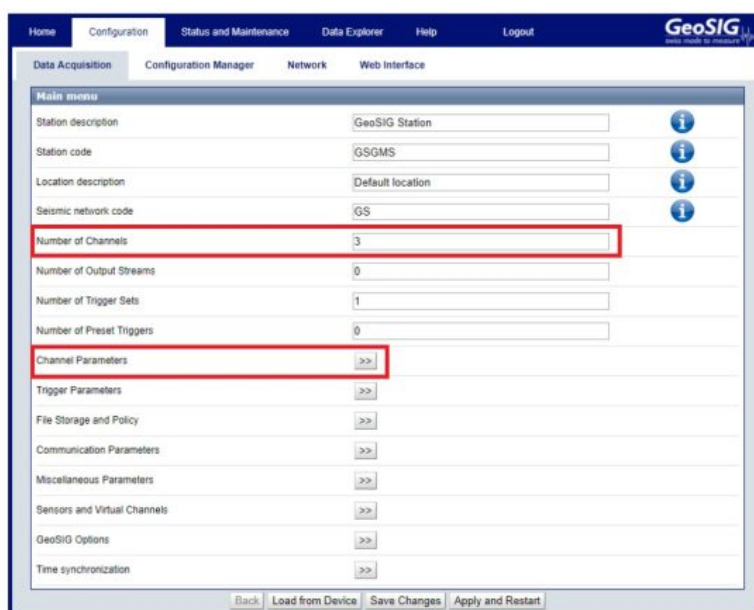 Home Configuration Status and Maintenance Data Explorer Help Logout GeoSIG
swiss made to measure
Data Acquisition Configuration Manager Network Web Interface
Main menu
Station description GeoSIG Station i
Station code GSGMS i
Location description Default location i
Seismic network code GS i
Number of Channels 3
Number of Output Streams 0
Number of Trigger Sets 1
Number of Preset Triggers 0
Channel Parameters >>
Trigger Parameters >>
File Storage and Policy >>
Communication Parameters >>
Miscellaneous Parameters >>
Sensors and Virtual Channels >>
GeoSIG Options >>
Time synchronization >>
Back Load from Device Save Changes Apply and Restart